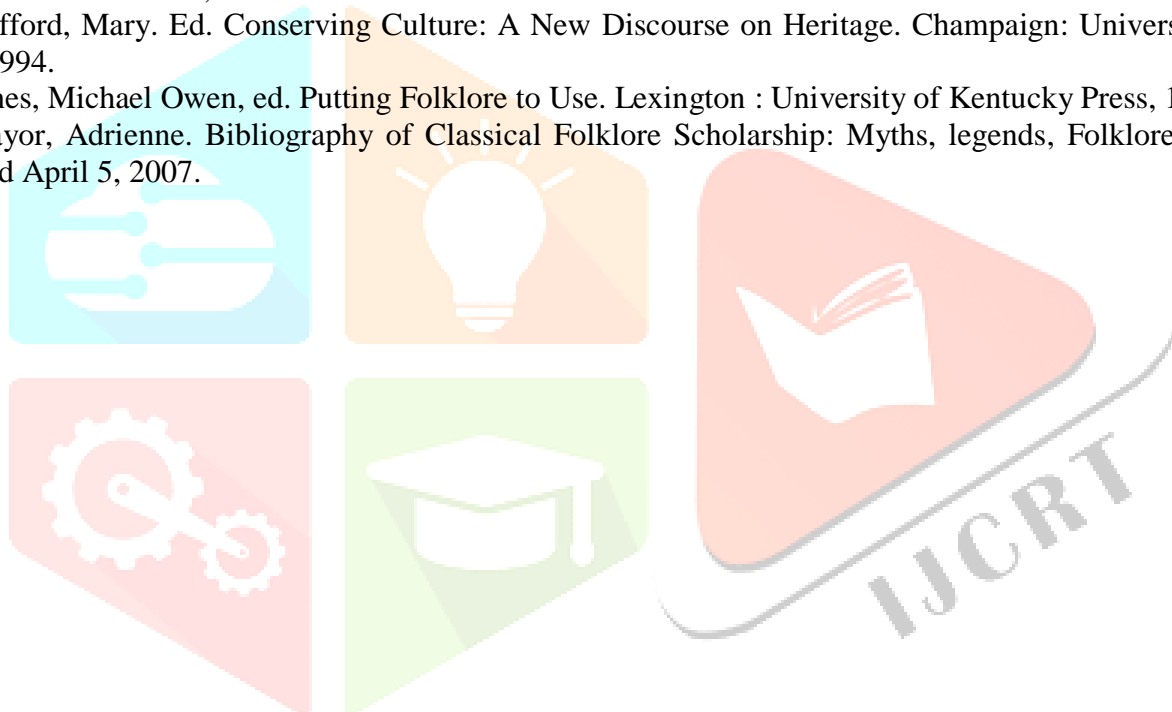 fford, Mary. Ed. Conserving Culture: A New Discourse on Heritage. Champaign: Univers
994.
nes, Michael Owen, ed. Putting Folklore to Use. Lexington : University of Kentucky Press, 1
ayor, Adrienne. Bibliography of Classical Folklore Scholarship: Myths, legends, Folklore
d April 5, 2007.
IJCRT